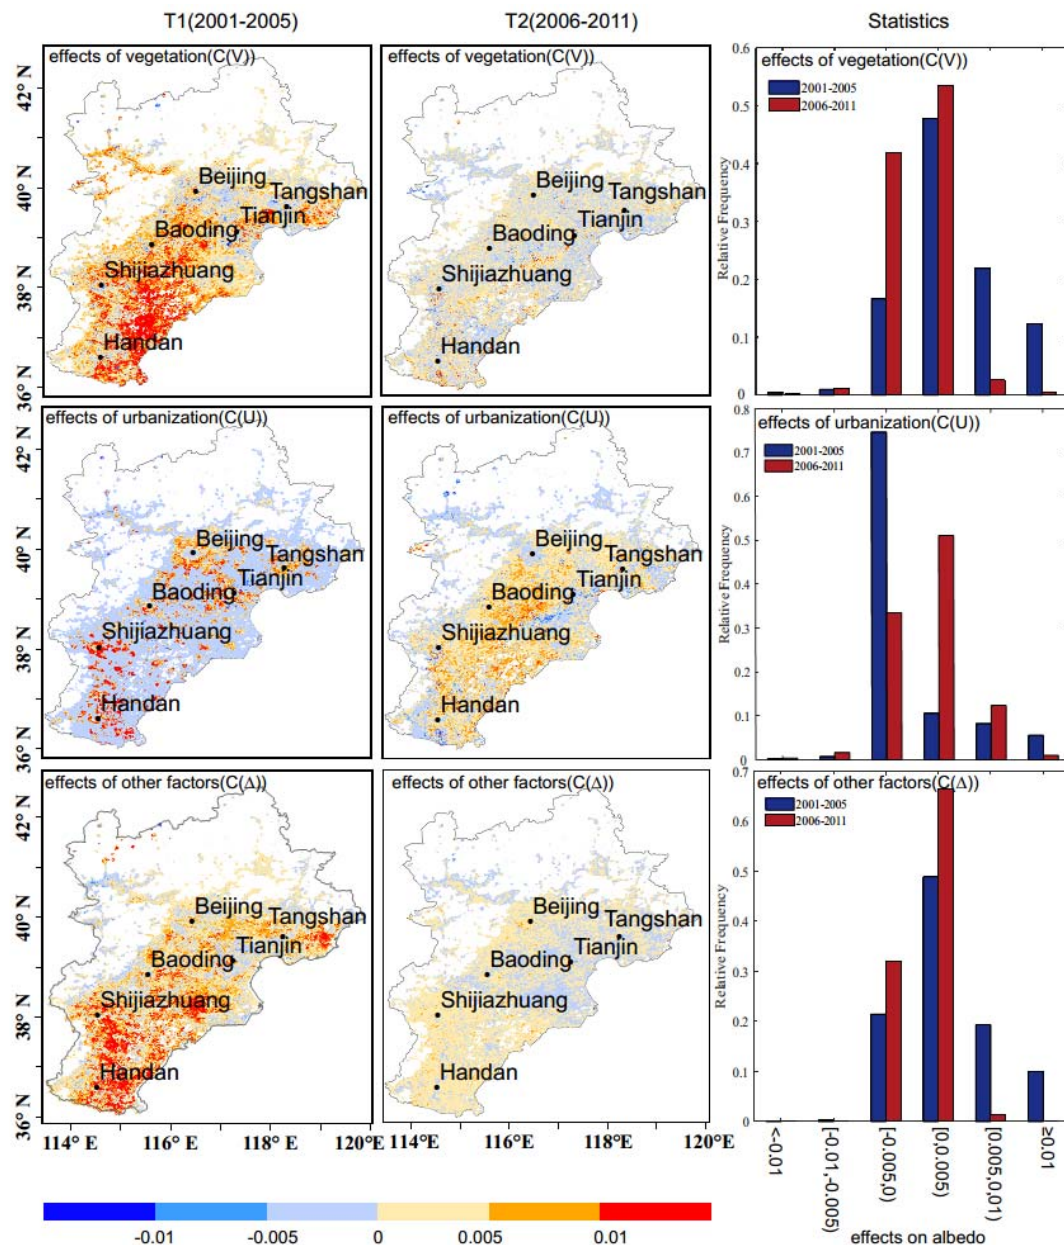 T1(2001-2005)
T2(2006-2011)
Statistics
effects of vegetation(C(V))
42° N
40° N
38° N
36° N
Beijing
Tangshan
Tianjin
Baoding
Shijiazhuang
Handan
effects of vegetation(C(V))
Beijing
Tangshan
Tianjin
Baoding
Shijiazhuang
Handan
effects of vegetation(C(V))
2001-2005
2006-2011
Relative Frequency
0.6
0.5
0.4
0.3
0.2
0.1
0
effects of urbanization(C(U))
42° N
40° N
38° N
36° N
Beijing
Tangshan
Tianjin
Baoding
Shijiazhuang
Handan
effects of urbanization(C(U))
Beijing
Tangshan
Tianjin
Baoding
Shijiazhuang
Handan
effects of urbanization(C(U))
2001-2005
2006-2011
Relative Frequency
0.8
0.7
0.6
0.5
0.4
0.3
0.2
0.1
0
effects of other factors(C(Δ))
42° N
40° N
38° N
36° N
Beijing
Tangshan
Tianjin
Baoding
Shijiazhuang
Handan
114° E
116° E
118° E
120°E
effects of other factors(C(Δ))
Beijing
Tangshan
Tianjin
Baoding
Shijiazhuang
Handan
114° E
116° E
118° E
120° E
effects of other factors(C(Δ))
2001-2005
2006-2011
Relative Frequency
0.7
0.6
0.5
0.4
0.3
0.2
0.1
0
<-0.01
[-0.01,-0.005)
[-0.005,0)
[0,0.005)
[0.005,0,01)
≥0.01
effects on albedo
-0.01
-0.005
0
0.005
0.01